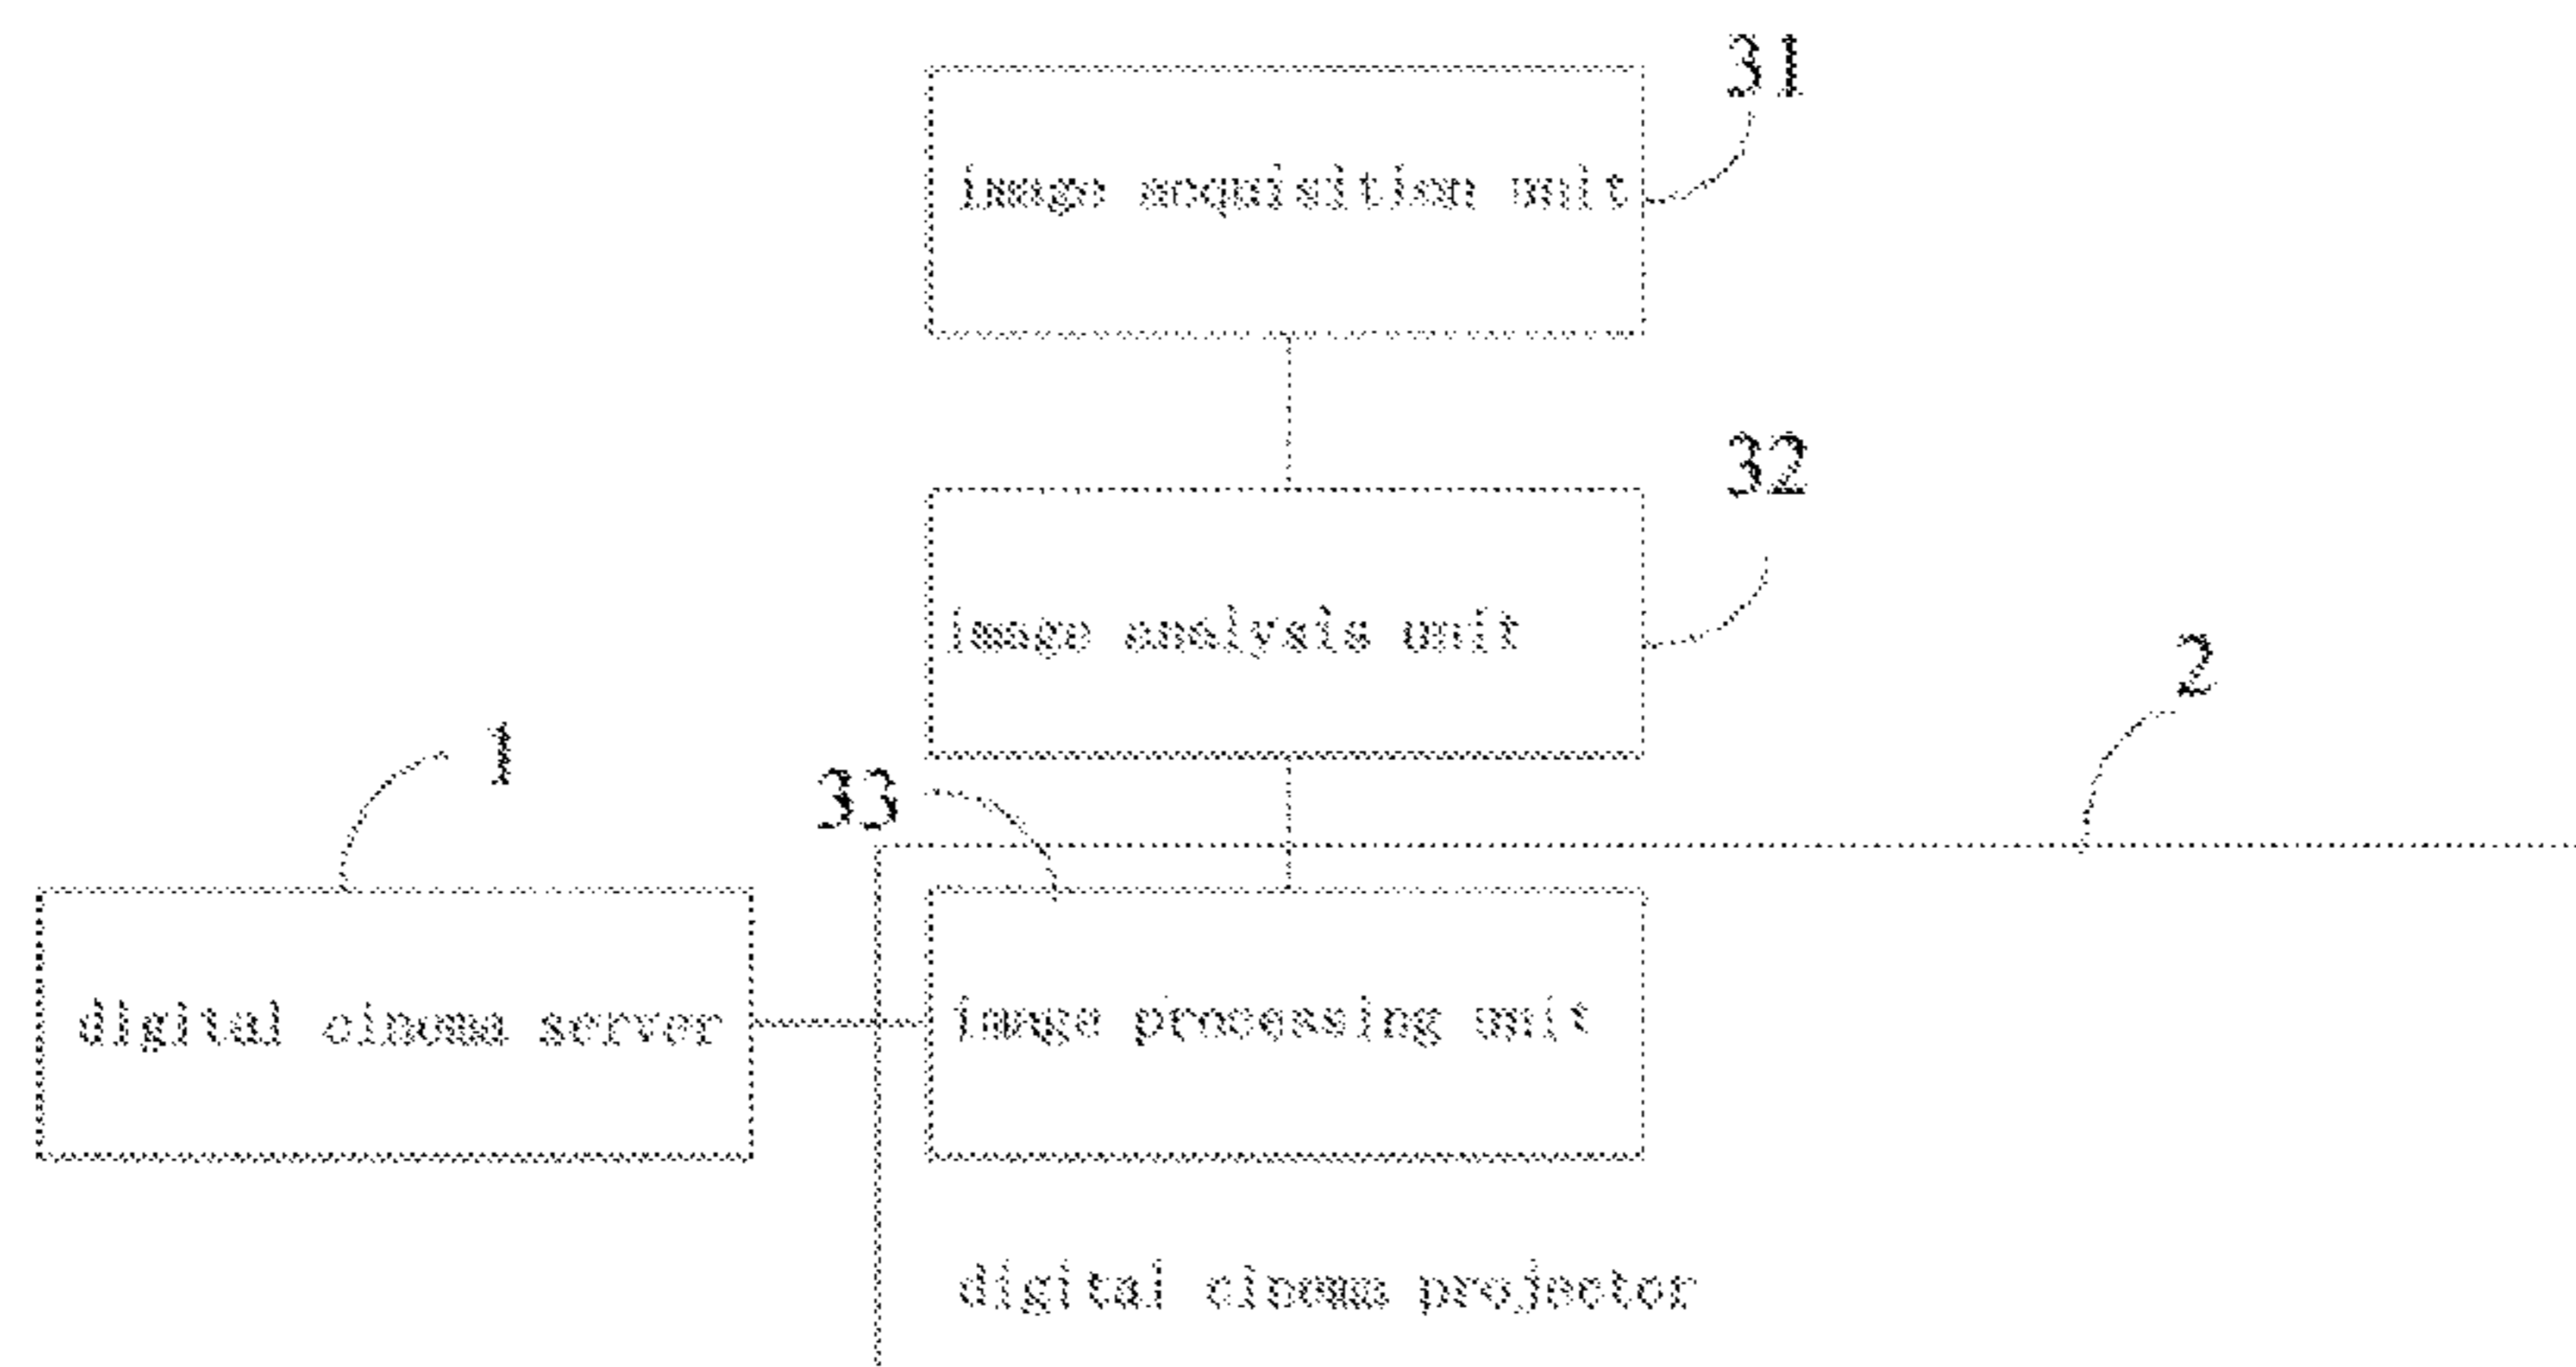 31
image acquisition unit
32
image analysis unit
2
1
33
digital cinema server
image processing unit
digital cinema projector